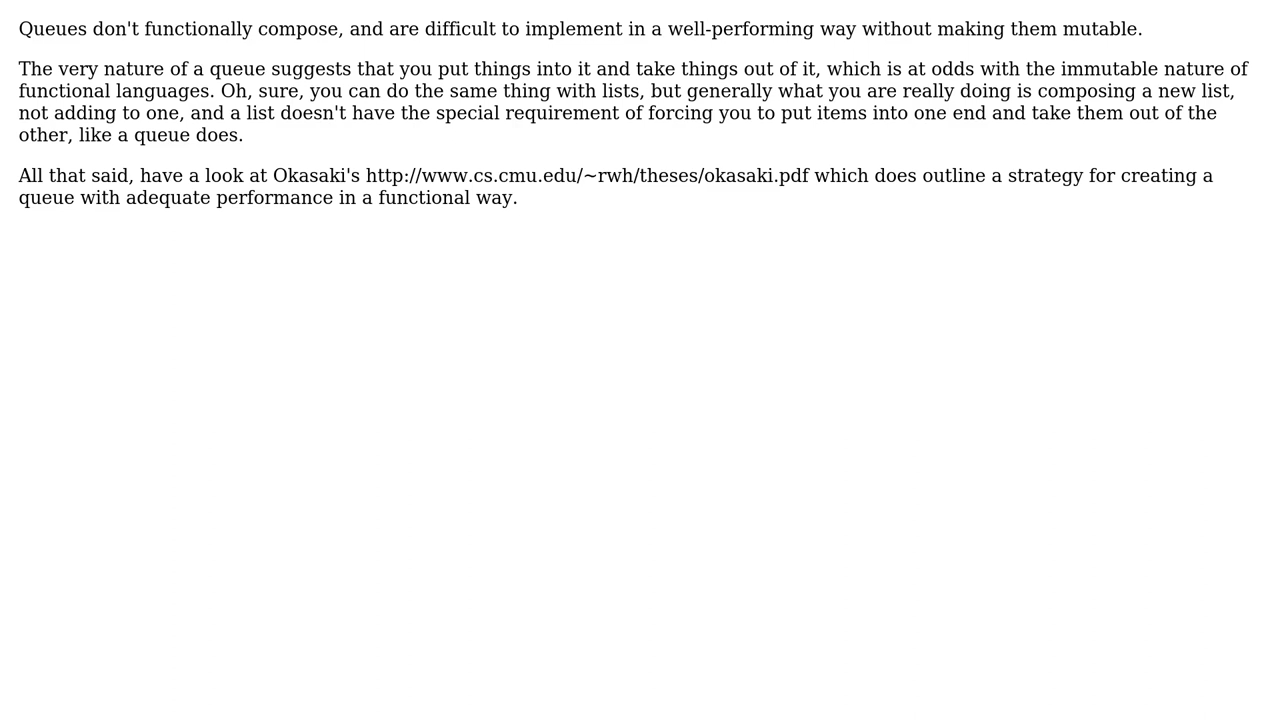 Queues don't functionally compose, and are difficult to implement in a well-performing way without making them mutable.
The very nature of a queue suggests that you put things into it and take things out of it, which is at odds with the immutable nature of
functional languages. Oh, sure, you can do the same thing with lists, but generally what you are really doing is composing a new list,
not adding to one, and a list doesn't have the special requirement of forcing you to put items into one end and take them out of the
other, like a queue does.
All that said, have a look at Okasaki's http://www.cs.cmu.edu/~rwh/theses/okasaki.pdf which does outline a strategy for creating a
queue with adequate performance in a functional way.